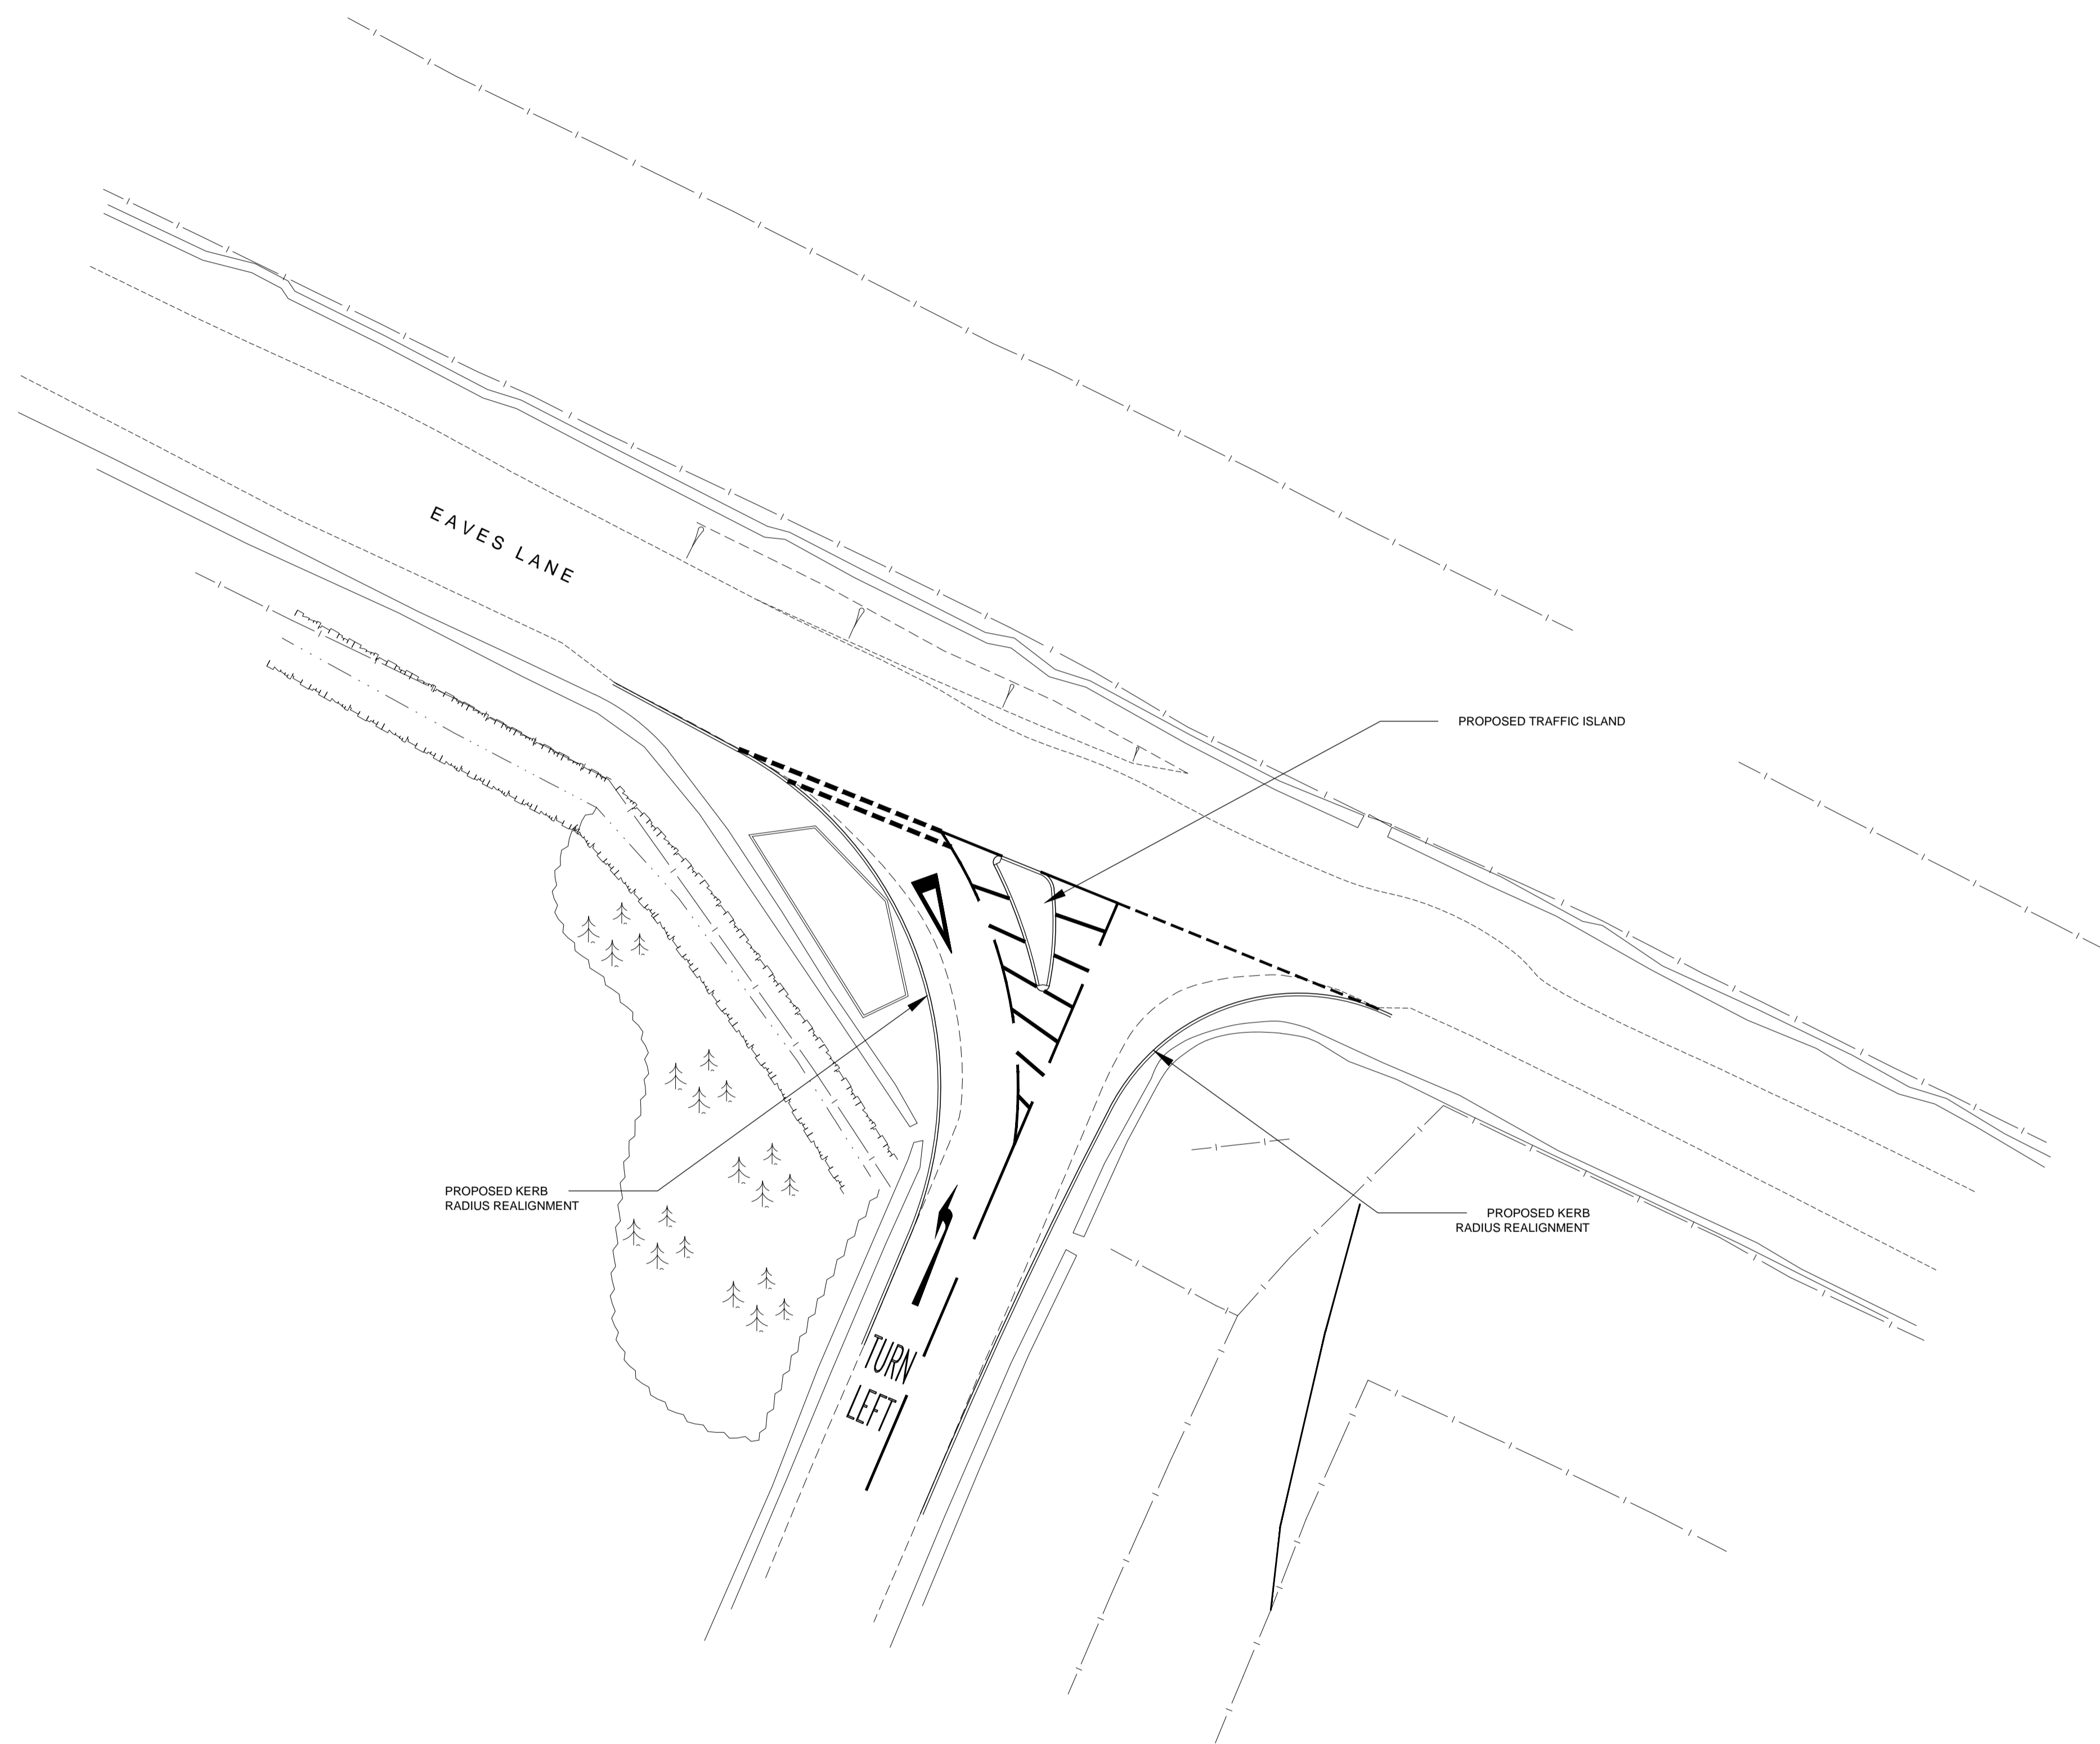 EAVES LANE
PROPOSED TRAFFIC ISLAND
PROPOSED KERB
RADIUS REALIGNMENT
PROPOSED KERB
RADIUS REALIGNMENT
TURN
LEFT